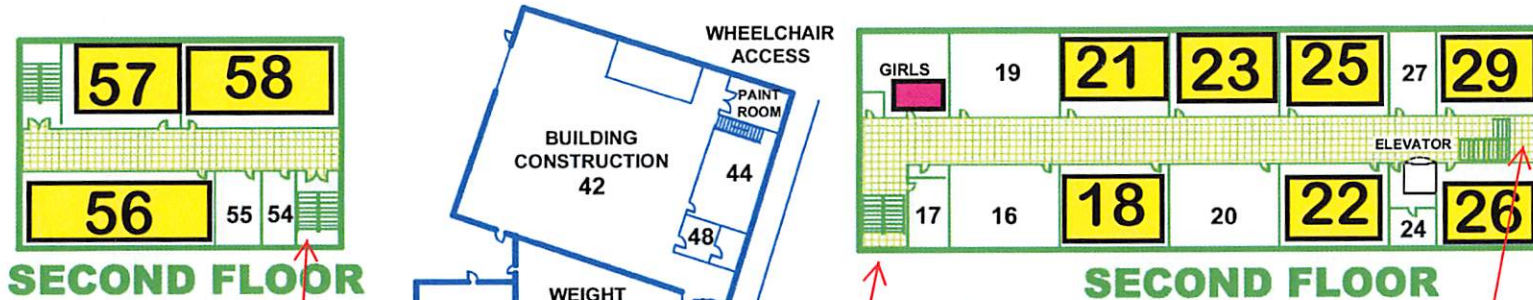 57
58
56
55
54
SECOND FLOOR
WHEELCHAIR
ACCESS
PAINT
ROOM
BUILDING
CONSTRUCTION
42
44
48
WEIGHT
GIRLS
19
21
23
25
27
29
ELEVATOR
17
16
18
20
22
24
26
SECOND FLOOR